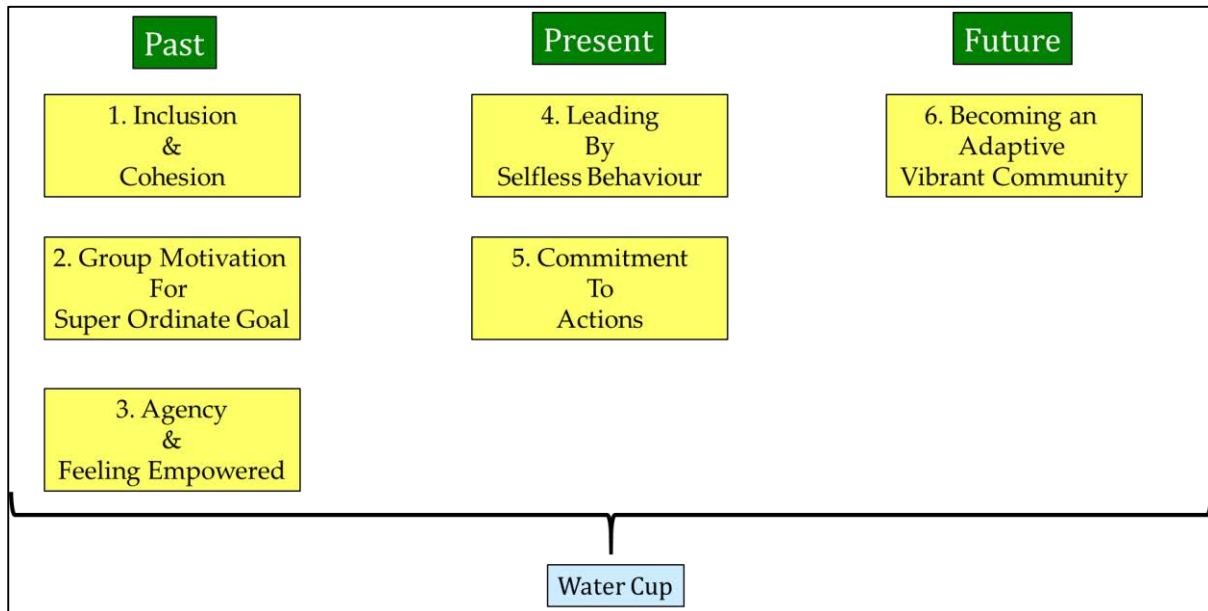 Past
1. Inclusion
&
Cohesion
2. Group Motivation
For
Super Ordinate Goal
3. Agency
&
Feeling Empowered
Present
4. Leading
By
Selfless Behaviour
5. Commitment
To
Actions
Future
6. Becoming an
Adaptive
Vibrant Community
Water Cup